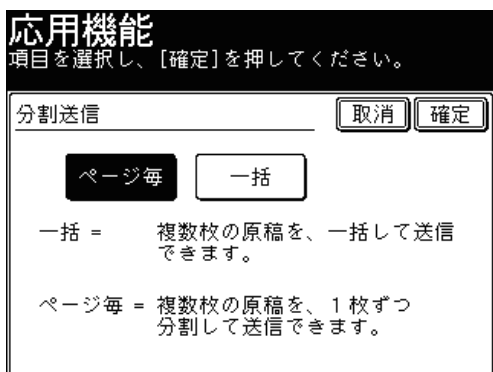 応用機能
項目を選択し、[確定]を押してください。
分割送信 取消 確定
ページ毎 一括
一括 = 複数枚の原稿を、一括して送信
できます。
ページ毎 = 複数枚の原稿を、1枚ずつ
分割して送信できます。